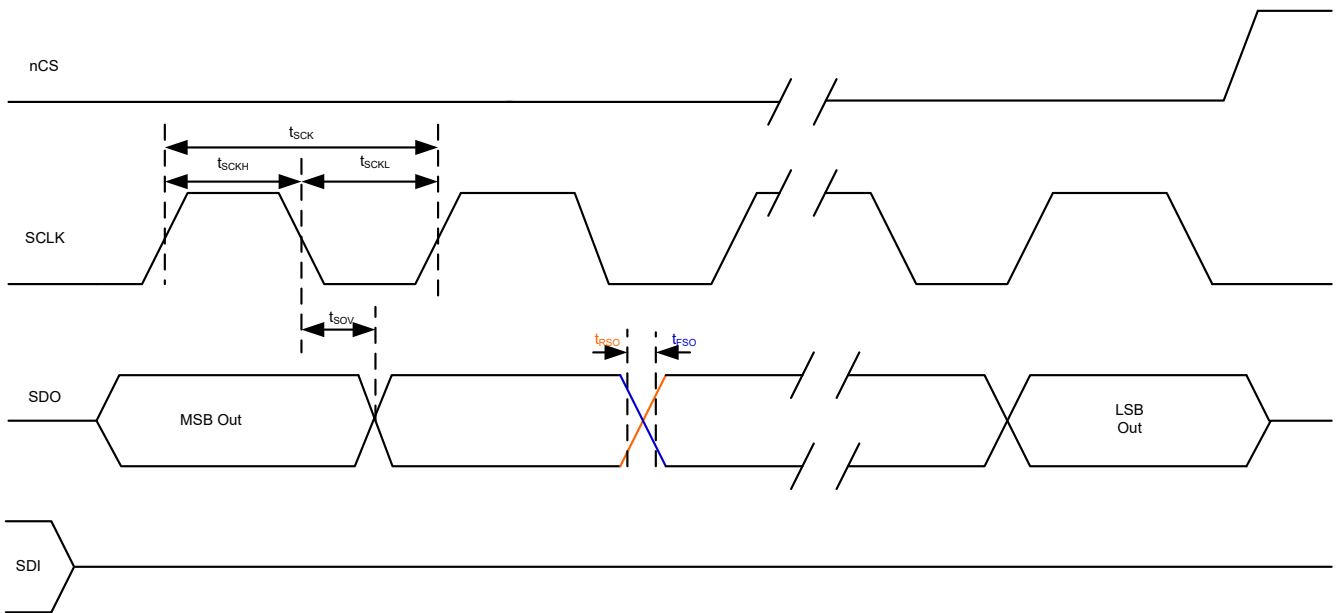 nCS
tSCK
tSCKH tSCKL
SCLK
tSOV
tRSO tFSO
SDO
MSB Out
LSB
Out
SDI